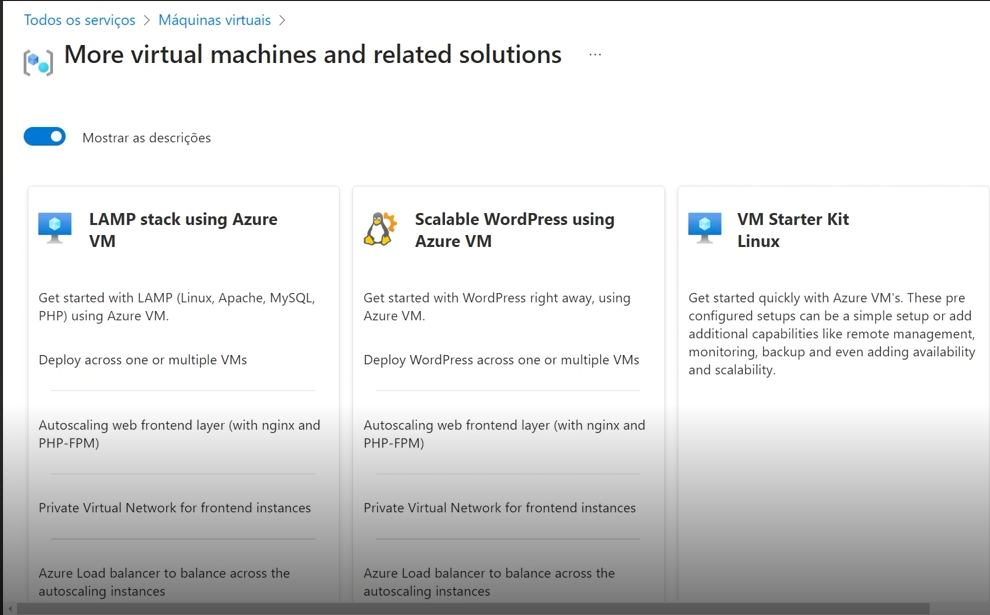 Todos os serviços > Máquinas virtuais >
More virtual machines and related solutions ...
Mostrar as descrições
LAMP stack using Azure
VM
Get started with LAMP (Linux, Apache, MySQL,
PHP) using Azure VM.
Deploy across one or multiple VMs
Autoscaling web frontend layer (with nginx and
PHP-FPM)
Private Virtual Network for frontend instances
Azure Load balancer to balance across the
autoscaling instances
Scalable WordPress using
Azure VM
Get started with WordPress right away, using
Azure VM.
Deploy WordPress across one or multiple VMs
Autoscaling web frontend layer (with nginx and
PHP-FPM)
Private Virtual Network for frontend instances
Azure Load balancer to balance across the
autoscaling instances
VM Starter Kit
Linux
Get started quickly with Azure VM's. These pre
configured setups can be a simple setup or add
additional capabilities like remote management,
monitoring, backup and even adding availability
and scalability.